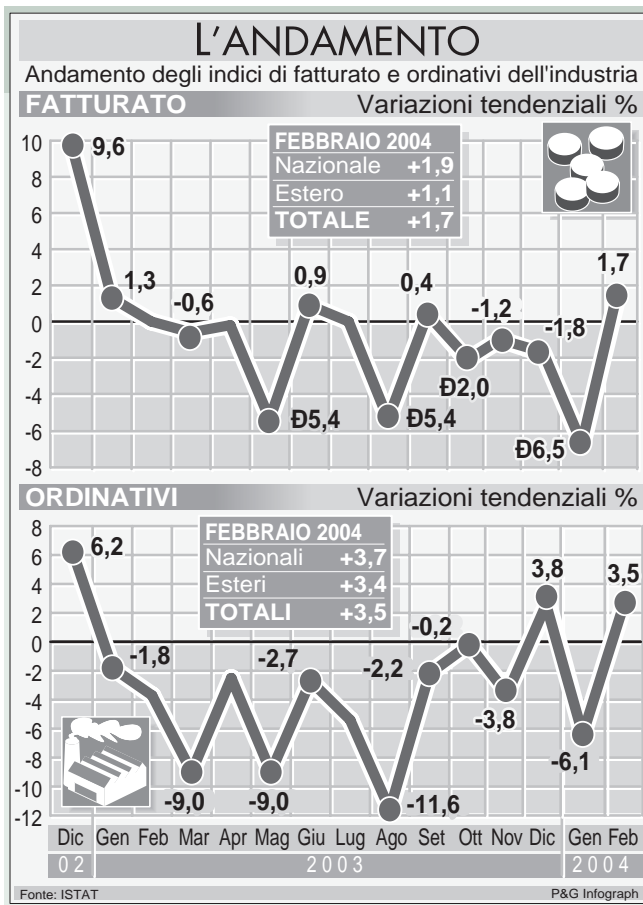 L'ANDAMENTO
Andamento degli indici di fatturato e ordinativi dell'industria
FATTURATO Variazioni tendenziali %
10
8
6
4
2
0
-2
-4
-6
-8
FEBBRAIO 2004
Nazionale +1,9
Estero +1,1
TOTALE +1,7
9,6
1,3
-0,6
Ð5,4
0,9
Ð5,4
0,4
Ð2,0
-1,2
-1,8
Ð6,5
1,7
ORDINATIVI Variazioni tendenziali %
8
6
4
2
0
-2
-4
-6
-8
-10
-12
FEBBRAIO 2004
Nazionali +3,7
Esteri +3,4
TOTALI +3,5
6,2
-1,8
-9,0
-9,0
-2,7
-11,6
-2,2
-0,2
-3,8
3,8
-6,1
3,5
Dic Gen Feb Mar Apr Mag Giu Lug Ago Set Ott Nov Dic Gen Feb
02 2003 2004
Fonte: ISTAT P&G Infograph